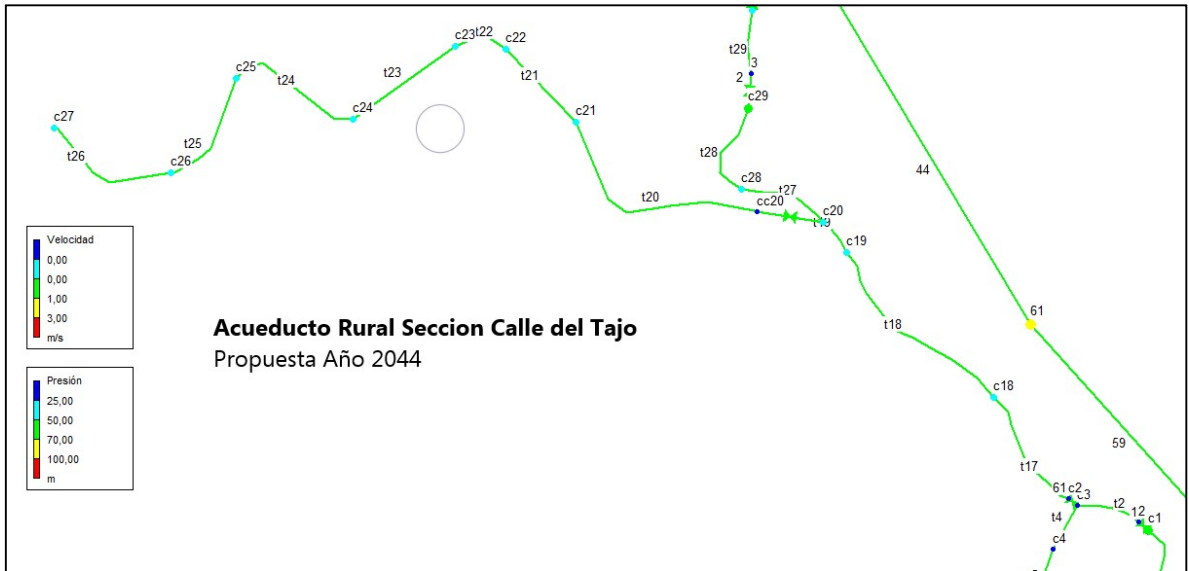 c23 t22 c22
t29
3
2
c29
c25
t24
t23
t21
c24
c21
c27
t25
t26
c26
t28
c28
t27
44
t20
cc20
c20
t19
c19
Velocidad
0,00
0,00
1,00
3,00
m/s
61
Acueducto Rural Seccion Calle del Tajo
Propuesta Año 2044
t18
Presión
25,00
50,00
70,00
100,00
m
c18
59
t17
61 c2
c3
t2
t4
12
c1
c4